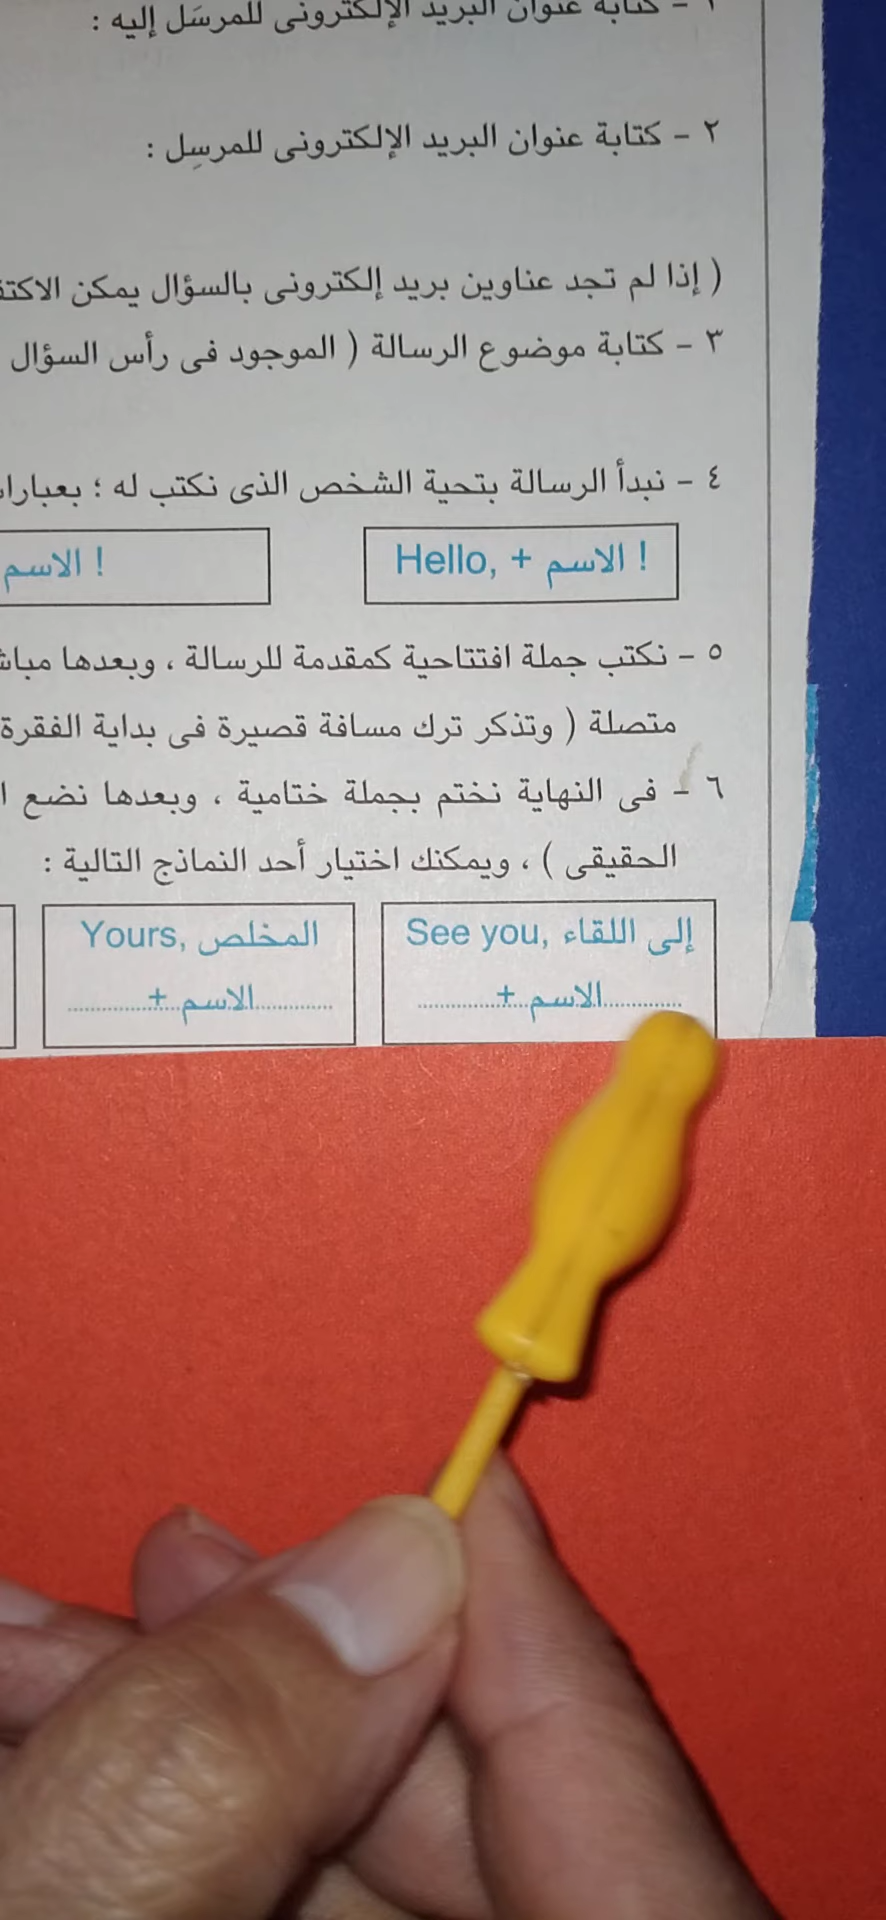 ١ - كتابة عنوان البريد الإلكترونى للمرسَل إليه :
٢ - كتابة عنوان البريد الإلكترونى للمرسِل :
( إذا لم تجد عناوين بريد إلكترونى بالسؤال يمكن
٣ - كتابة موضوع الرسالة ( الموجود فى رأس السؤال
٤ - نبدأ الرسالة بتحية الشخص الذى نكتب له ؛
Hello, + الاسم !
الاسم !
٥ - نكتب جملة افتتاحية كمقدمة للرسالة ، وبعدها
متصلة ( وتذكر ترك مسافة قصيرة فى بداية الفقرة
٦ - فى النهاية نختم بجملة ختامية ، وبعدها نضع
الحقيقى ) ، ويمكنك اختيار أحد النماذج التالية :
See you, إلى اللقاء
الاسم +
Yours, المخلص
الاسم +